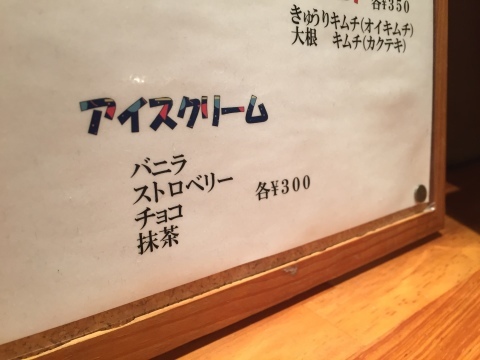 各¥350
きゅうりキムチ(オイキムチ)
大根 キムチ(カクテキ)
アイスクリーム
バニラ
ストロベリー 各¥300
チョコ
抹茶